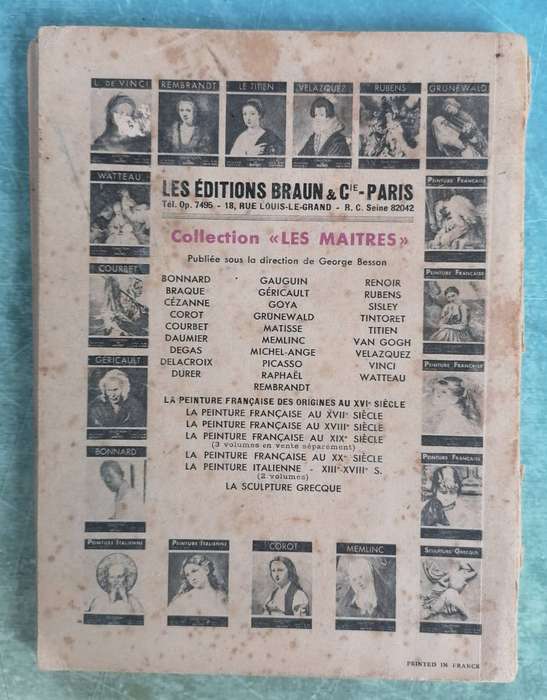 L. DE VINCI REMBRANDT LE TITIEN VELAZQUEZ RUBENS GRUNEWALD
WATTEAU
PEINTURE FRANÇAISE
LES ÉDITIONS BRAUN & Cie - PARIS
Tél. Op. 7495 - 18, RUE LOUIS-LE-GRAND - R. C. Seine 82042
Collection «LES MAITRES»
Publiée sous la direction de George Besson
COURBET
PEINTURE FRANÇAISE
BONNARD GAUGUIN RENOIR
BRAQUE GÉRICAULT RUBENS
CÉZANNE GOYA SISLEY
COROT GRUNEWALD TINTORET
COURBET MATISSE TITIEN
DAUMIER MEMLINC VAN GOGH
DEGAS MICHEL-ANGE VELAZQUEZ
DELACROIX PICASSO VINCI
DURER RAPHAËL WATTEAU
REMBRANDT
GÉRICAULT
PEINTURE FRANÇAISE
LA PEINTURE FRANÇAISE DES ORIGINES AU XVIe SIÈCLE
LA PEINTURE FRANÇAISE AU XVIIe SIÈCLE
LA PEINTURE FRANÇAISE AU XVIIIe SIÈCLE
LA PEINTURE FRANÇAISE AU XIXe SIÈCLE
(3 volumes en vente séparément)
LA PEINTURE FRANÇAISE AU XXe SIÈCLE
LA PEINTURE ITALIENNE - XIIIe-XVIIIe S.
(2 volumes)
LA SCULPTURE GRECQUE
BONNARD
PEINTURE FRANÇAISE
PEINTURE ITALIENNE PEINTURE ITALIENNE COROT MEMLINC SCULPTURE GRECQUE
PRINTED IN FRANCE